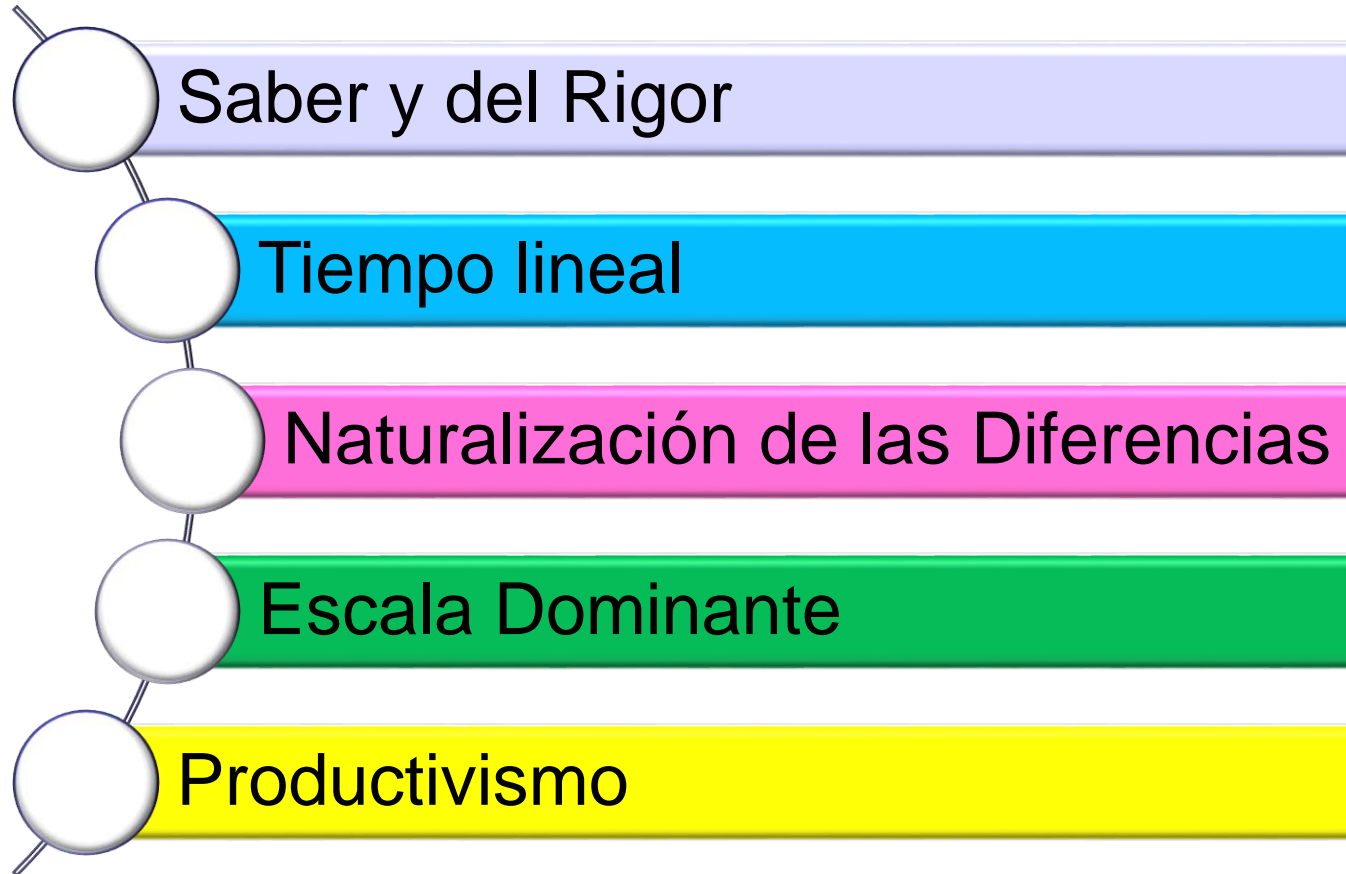 Saber y del Rigor
Tiempo lineal
Naturalización de las Diferencias
Escala Dominante
Productivismo